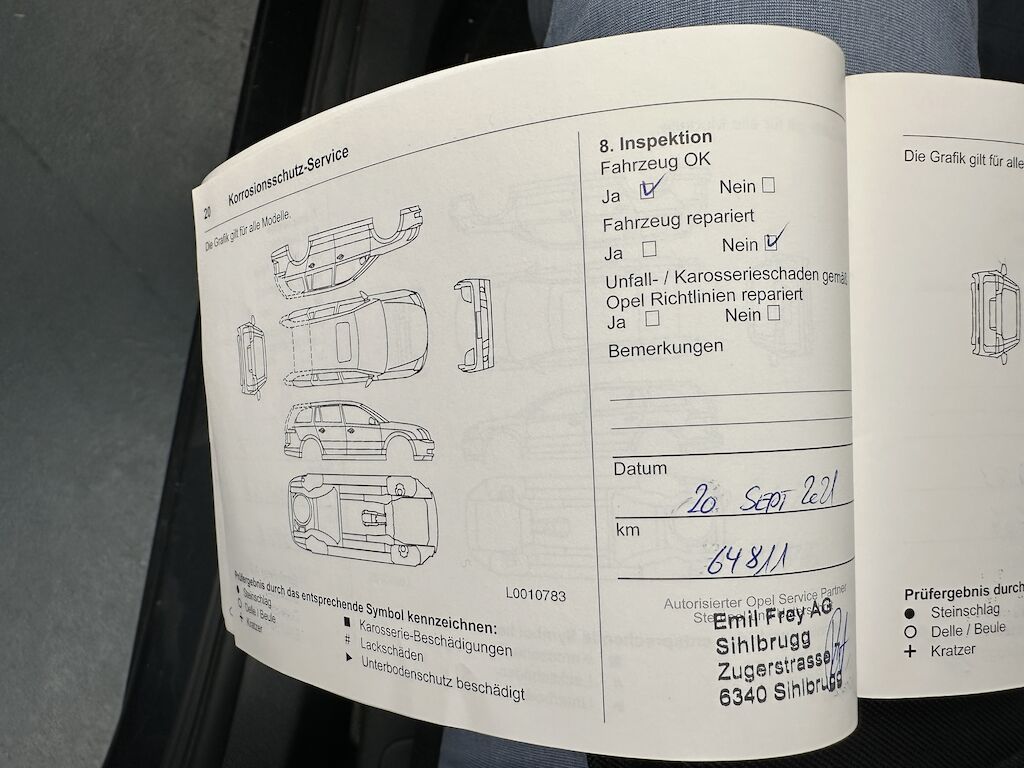 20 Korrosionsschutz-Service
Die Grafik gilt für alle Modelle.
L0010783
Prüfergebnis durch das entsprechende Symbol kennzeichnen:
Steinschlag
Delle / Beule
Kratzer
■ Karosserie-Beschädigungen
# Lackschäden
▶ Unterbodenschutz beschädigt
8. Inspektion
Fahrzeug OK
Ja Nein
Fahrzeug repariert
Ja Nein
Unfall- / Karosserieschaden gemäß
Opel Richtlinien repariert
Ja Nein
Bemerkungen
Datum
20. SEPT 2021
km
64811
Autorisierter Opel Service Partner
Emil Frey AG
Sihlbrugg
Zugerstrasse
6340 Sihlbrugg
Die Grafik gilt für alle
Prüfergebnis durch
● Steinschlag
○ Delle / Beule
+ Kratzer